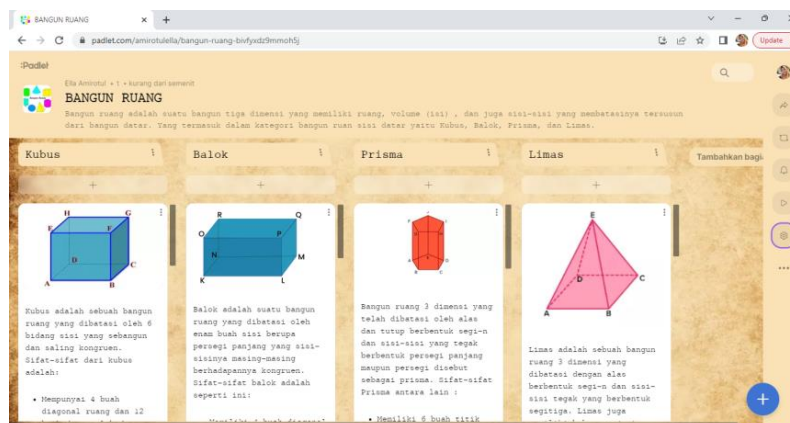 BANGUN RUANG
padlet.com/amirotulella/bangun-ruang-bivfyxdz9mmoh5j
Update
:Padlet
Ella Amirotul + 1 • kurang dari semenit
BANGUN RUANG
Bangun ruang adalah suatu bangun tiga dimensi yang memiliki ruang, volume (isi) , dan juga sisi-sisi yang membatasinya tersusun
dari bangun datar. Yang termasuk dalam kategori bangun ruan sisi datar yaitu Kubus, Balok, Prisma, dan Limas.
Kubus
Balok
Prisma
Limas
Tambahkan bagi
H G
E F
D C
A B
Kubus adalah sebuah bangun
ruang yang dibatasi oleh 6
bidang sisi yang sebangun
dan saling kongruen.
Sifat-sifat dari kubus
adalah:
• Mempunyai 4 buah
diagonal ruang dan 12
R Q
O P
N M
K L
Balok adalah suatu bangun
ruang yang dibatasi oleh
enam buah sisi berupa
persegi panjang yang sisi-
sisinya masing-masing
berhadapannya kongruen.
Sifat-sifat balok adalah
seperti ini:
Bangun ruang 3 dimensi yang
telah dibatasi oleh alas
dan tutup berbentuk segi-n
dan sisi-sisi yang tegak
berbentuk persegi panjang
maupun persegi disebut
sebagai prisma. Sifat-sifat
Prisma antara lain :
• Memiliki 6 buah titik
E
D C
A B
Limas adalah sebuah bangun
ruang 3 dimensi yang
dibatasi dengan alas
berbentuk segi-n dan sisi-
sisi tegak yang berbentuk
segitiga. Limas juga